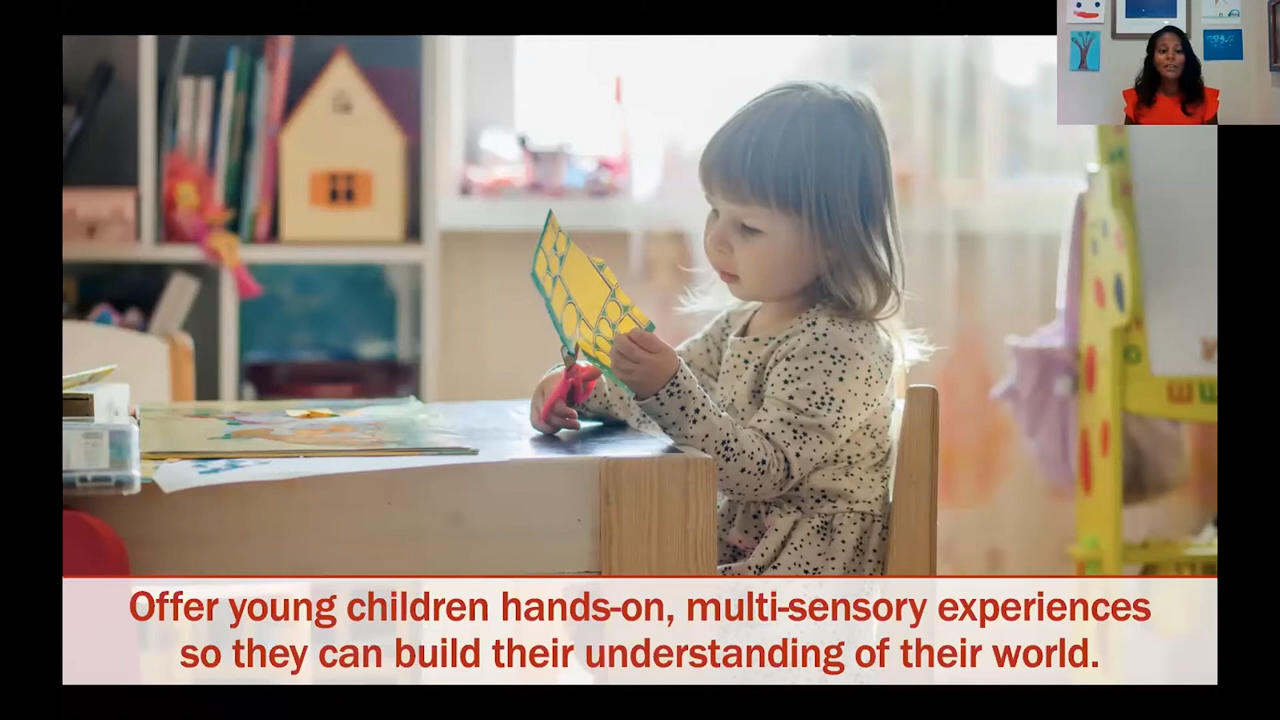 Offer young children hands-on, multi-sensory experiences
so they can build their understanding of their world.